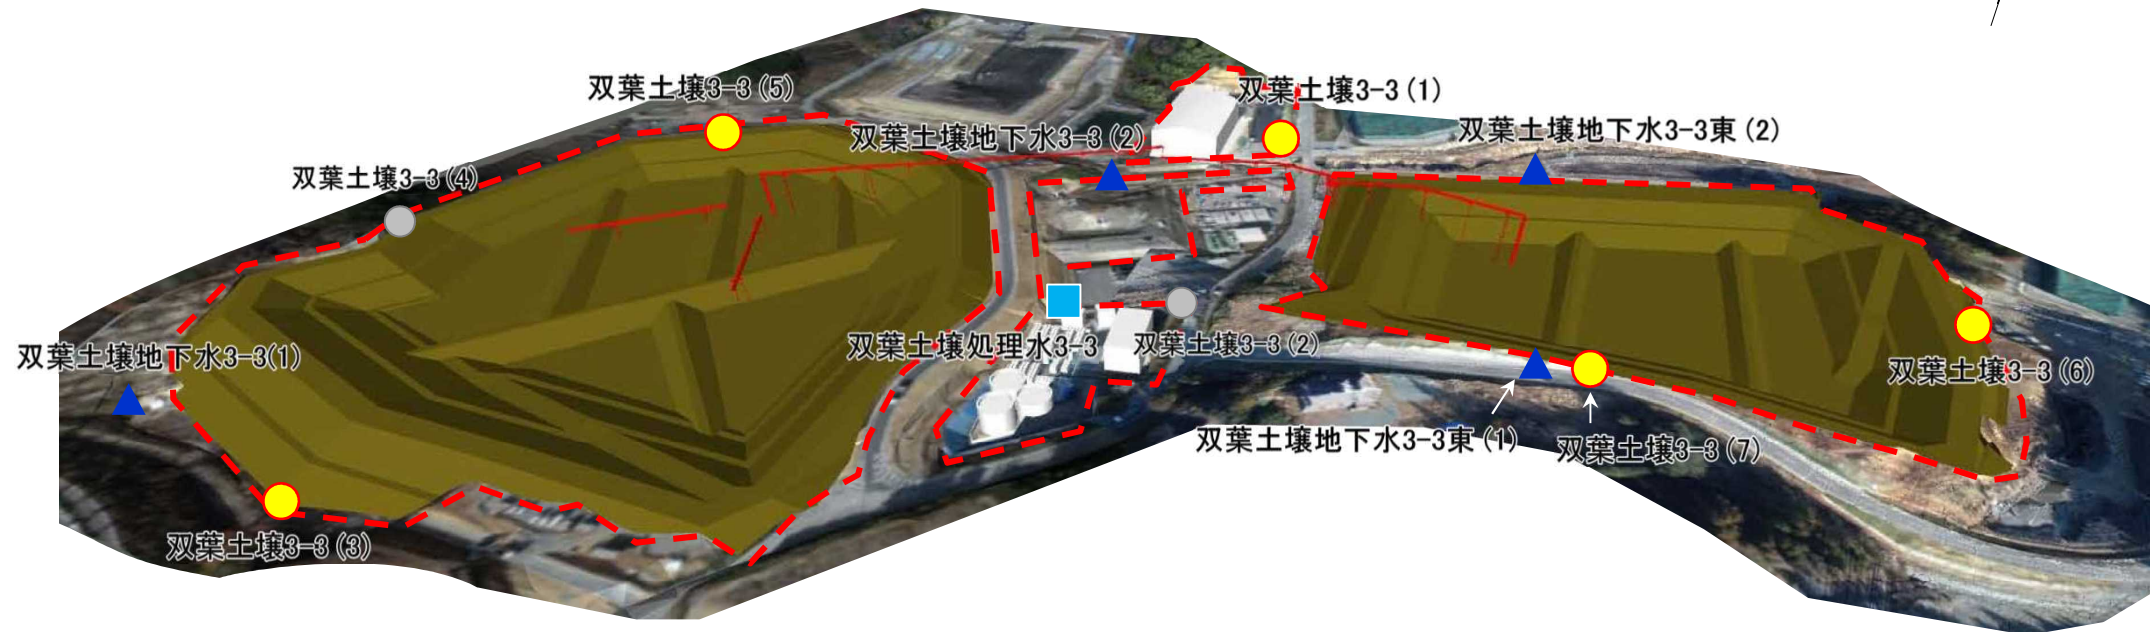 双葉土壌3-3(5)
双葉土壌3-3(1)
双葉土壌地下水3-3(2)
双葉土壌地下水3-3東(2)
双葉土壌3-3(4)
双葉土壌地下水3-3(1)
双葉土壌処理水3-3
双葉土壌3-3(2)
双葉土壌3-3(6)
双葉土壌地下水3-3東(1)
双葉土壌3-3(7)
双葉土壌3-3(3)